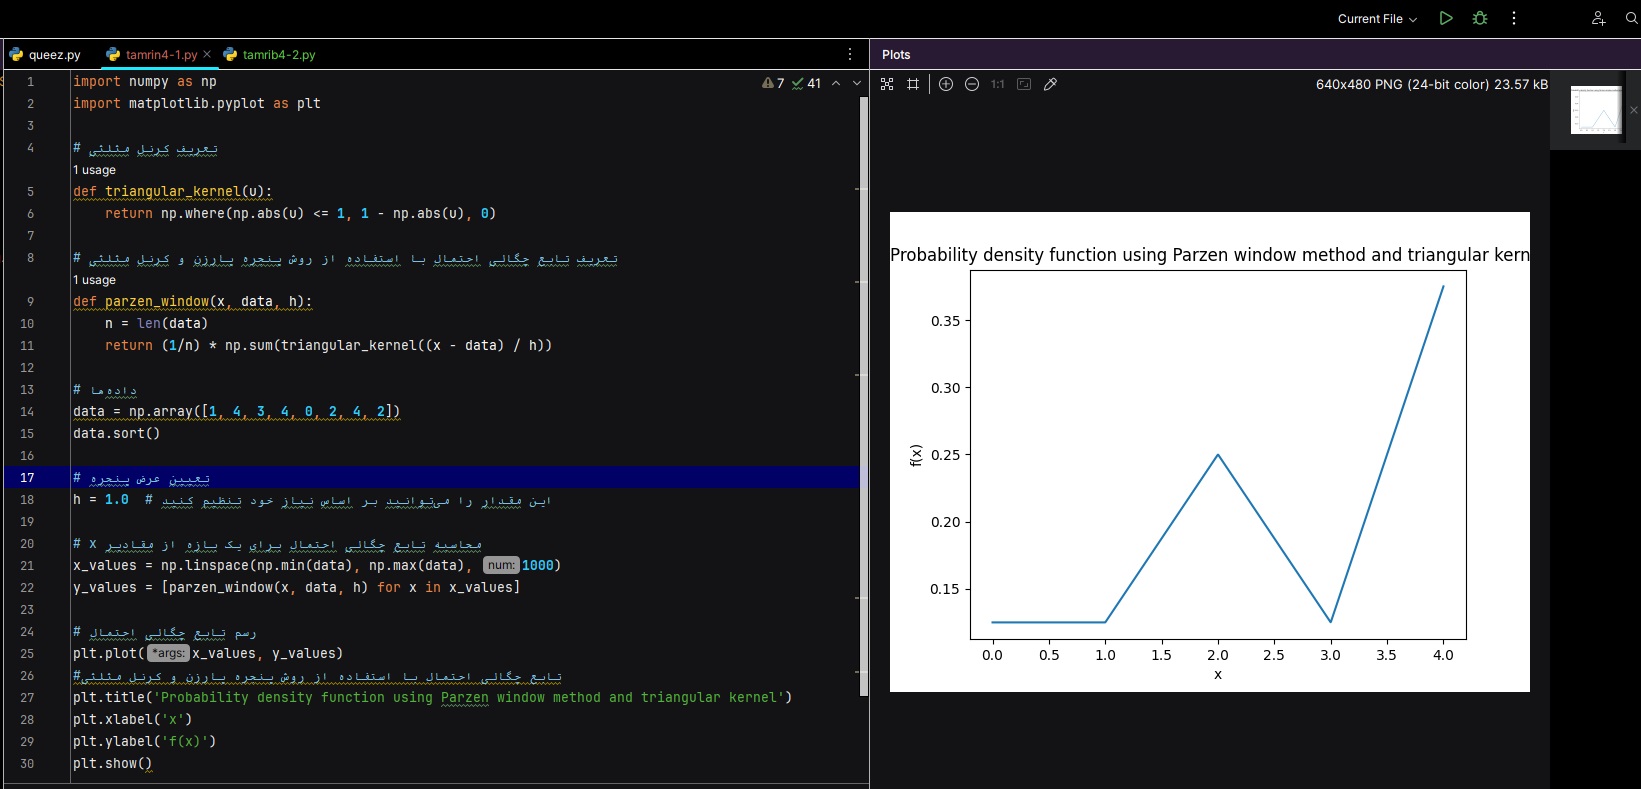 Current File
queez.py
tamrin4-1.py
tamrib4-2.py
Plots
7 41
640x480 PNG (24-bit color) 23.57 kB
1:1
1 import numpy as np
2 import matplotlib.pyplot as plt
3
4 # تعریف کرنل مثلثی
1 usage
5 def triangular_kernel(u):
6 return np.where(np.abs(u) <= 1, 1 - np.abs(u), 0)
7
8 # تعریف تابع چگالی احتمال با استفاده از روش پنجره پارزن و کرنل مثلثی
1 usage
9 def parzen_window(x, data, h):
10 n = len(data)
11 return (1/n) * np.sum(triangular_kernel((x - data) / h))
12
13 # داده‌ها
14 data = np.array([1, 4, 3, 4, 0, 2, 4, 2])
15 data.sort()
16
17 # تعیین عرض پنجره
18 h = 1.0 # این مقدار را می‌توانید بر اساس نیاز خود تنظیم کنید
19
20 # محاسبه تابع چگالی احتمال برای یک بازه از مقادیر x
21 x_values = np.linspace(np.min(data), np.max(data), num: 1000)
22 y_values = [parzen_window(x, data, h) for x in x_values]
23
24 # رسم تابع چگالی احتمال
25 plt.plot( *args: x_values, y_values)
26 #تابع چگالی احتمال با استفاده از روش پنجره پارزن و کرنل مثلثی
27 plt.title('Probability density function using Parzen window method and triangular kernel')
28 plt.xlabel('x')
29 plt.ylabel('f(x)')
30 plt.show()
Probability density function using Parzen window method and triangular kern
0.35
0.30
0.25
0.20
0.15
f(x)
0.0 0.5 1.0 1.5 2.0 2.5 3.0 3.5 4.0
x